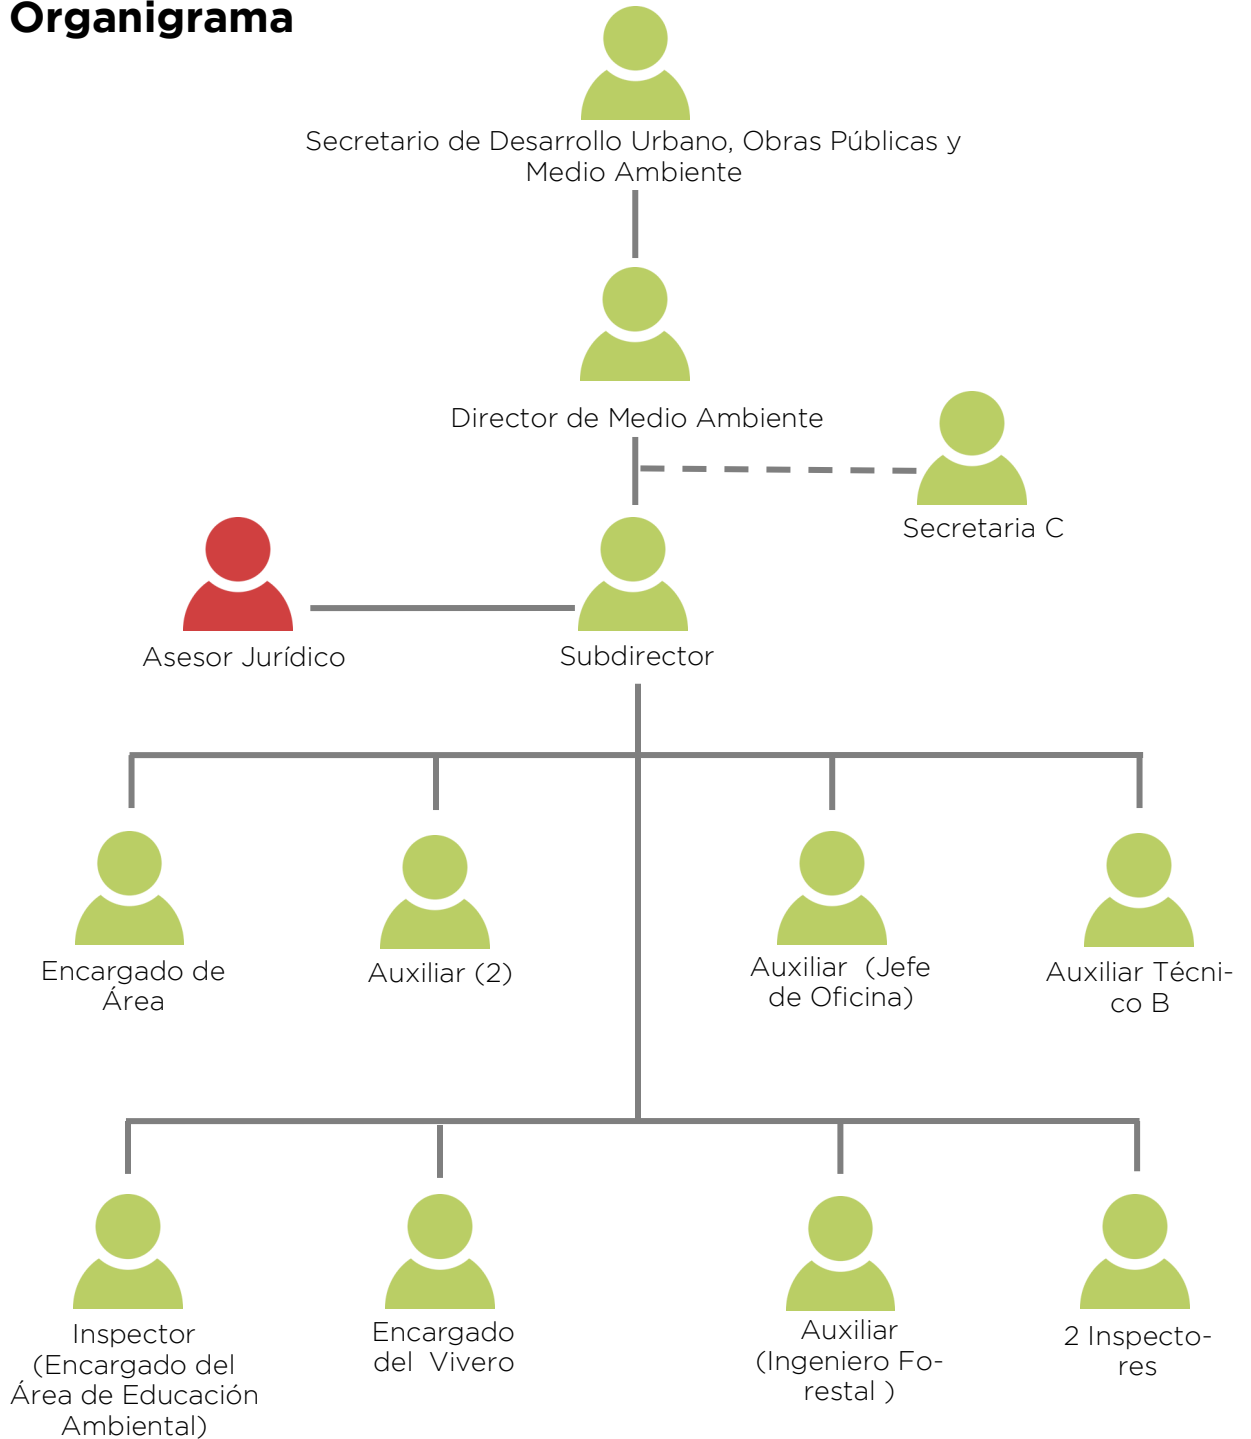 Organigrama
Secretario de Desarrollo Urbano, Obras Públicas y
Medio Ambiente
Director de Medio Ambiente
Secretaria C
Asesor Jurídico
Subdirector
Encargado de
Área
Auxiliar (2)
Auxiliar (Jefe
de Oficina)
Auxiliar Técni-
co B
Inspector
(Encargado del
Área de Educación
Ambiental)
Encargado
del Vivero
Auxiliar
(Ingeniero Fo-
restal )
2 Inspecto-
res